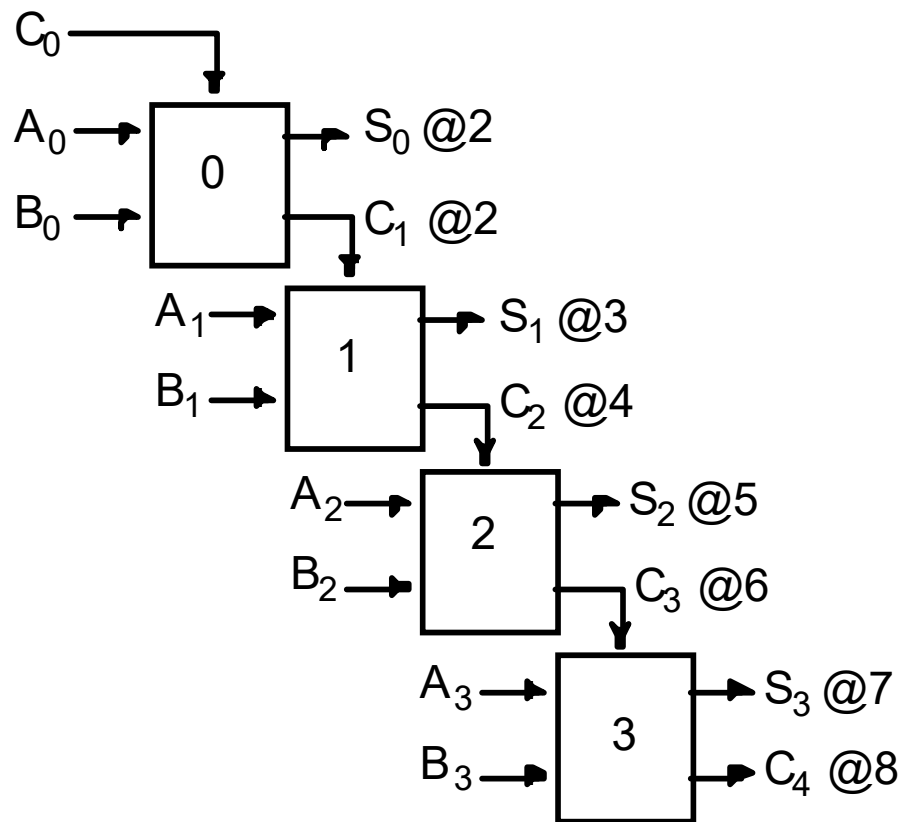 C₀
A₀ S₀ @2
0
B₀ C₁ @2
A₁ S₁ @3
1
B₁ C₂ @4
A₂ S₂ @5
2
B₂ C₃ @6
A₃ S₃ @7
3
B₃ C₄ @8